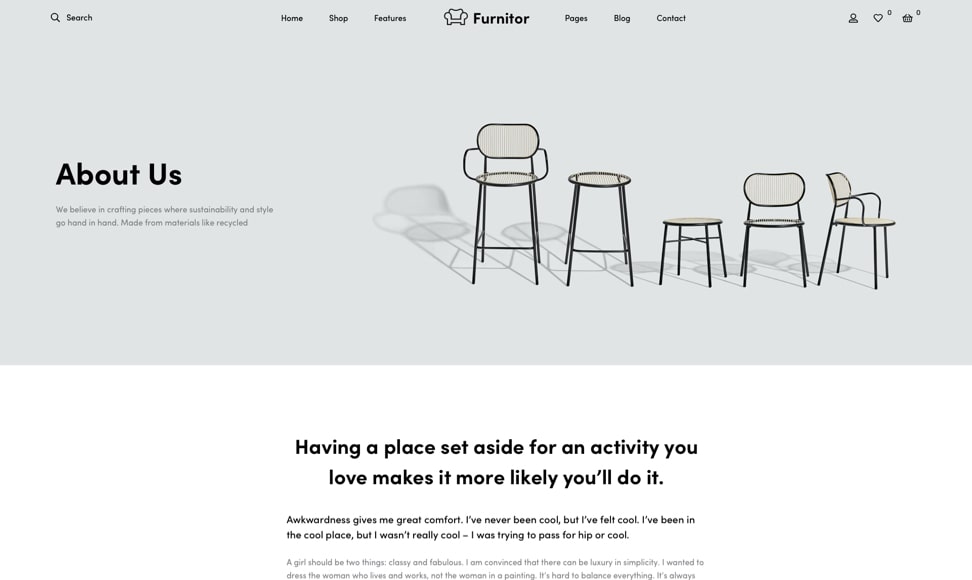 Search
Home
Shop
Features
Furnitor
Pages
Blog
Contact
0
0
About Us
We believe in crafting pieces where sustainability and style
go hand in hand. Made from materials like recycled
Having a place set aside for an activity you
love makes it more likely you’ll do it.
Awkwardness gives me great comfort. I’ve never been cool, but I’ve felt cool. I’ve been in
the cool place, but I wasn’t really cool – I was trying to pass for hip or cool.
A girl should be two things: classy and fabulous. I am convinced that there can be luxury in simplicity. I wanted to
dress the woman who lives and works, not the woman in a painting. It’s hard to balance everything. It’s always